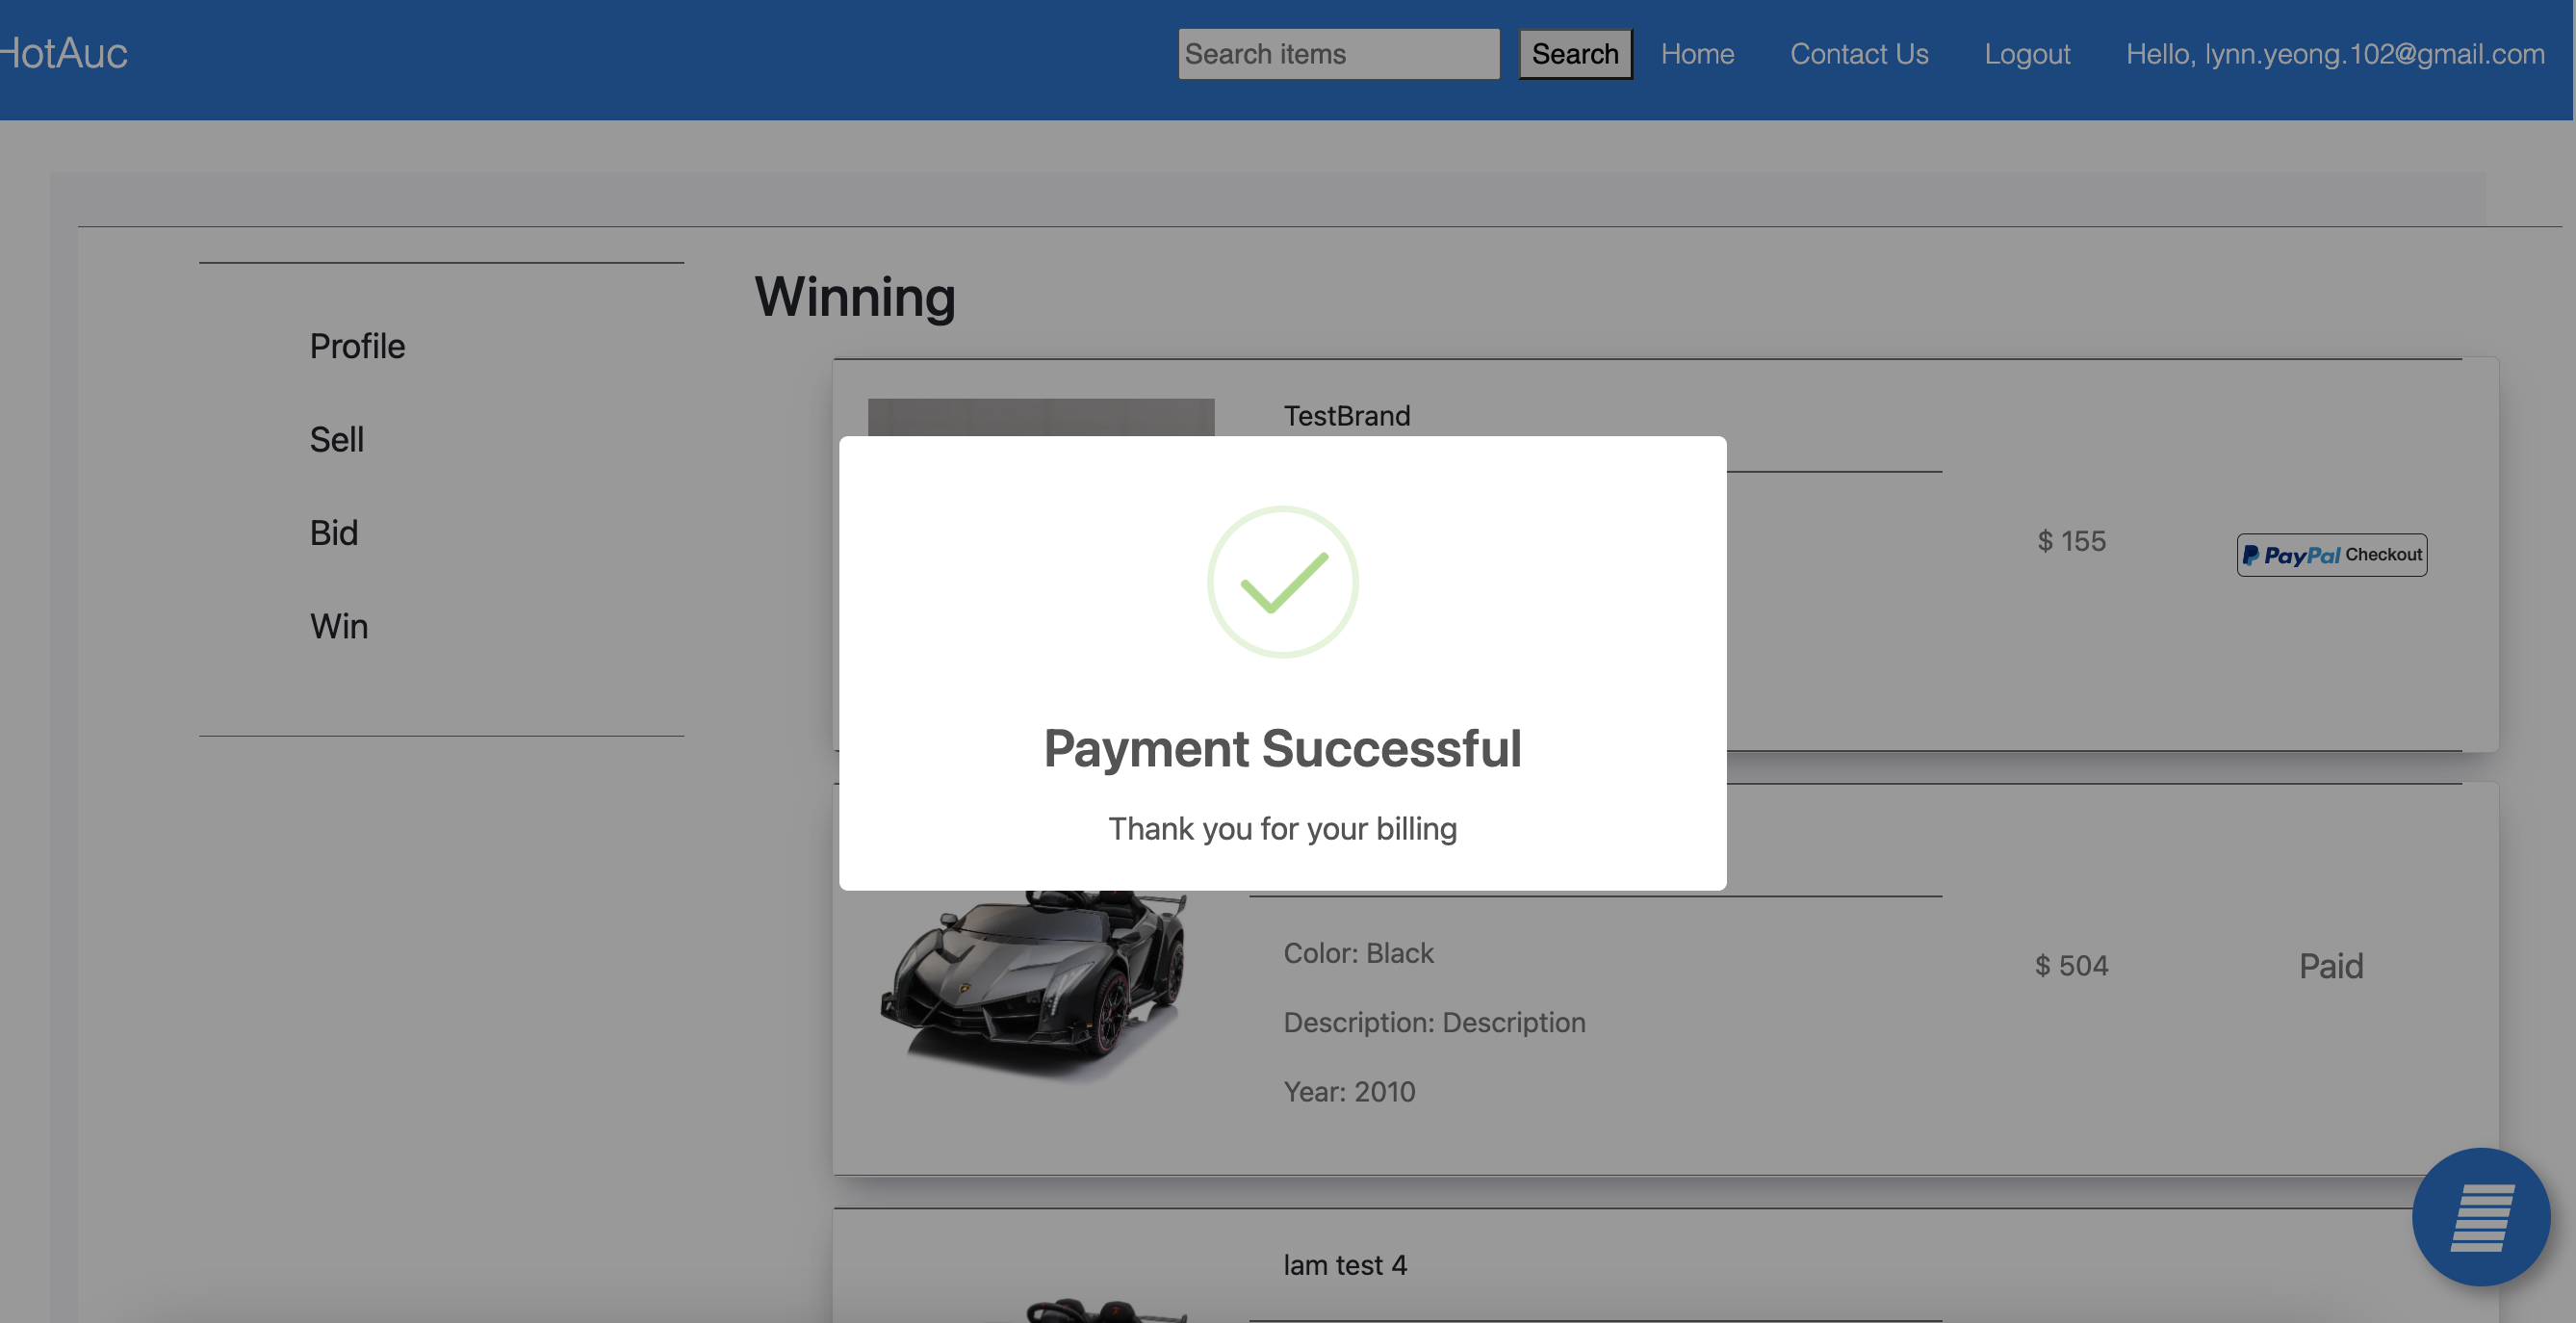 HotAuc
Search items
Search
Home
Contact Us
Logout
Hello, lynn.yeong.102@gmail.com
Profile
Sell
Bid
Win
Winning
TestBrand
$ 155
PayPal Checkout
Payment Successful
Thank you for your billing
Color: Black
Description: Description
Year: 2010
$ 504
Paid
lam test 4